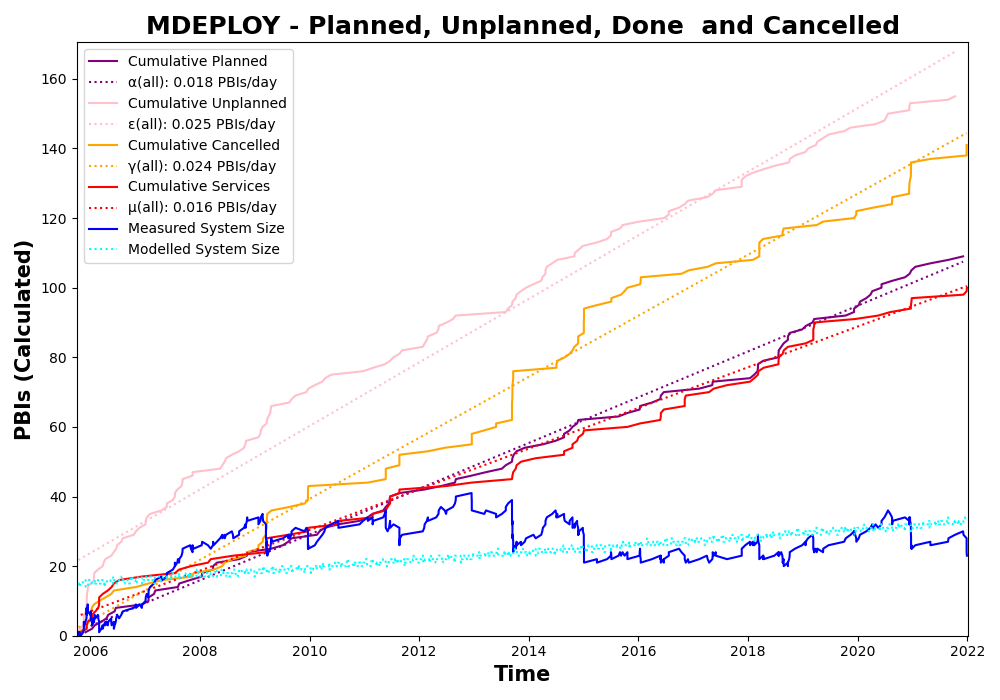 MDEPLOY - Planned, Unplanned, Done  and Cancelled
Cumulative Planned
α(all): 0.018 PBIs/day
Cumulative Unplanned
ε(all): 0.025 PBIs/day
Cumulative Cancelled
γ(all): 0.024 PBIs/day
Cumulative Services
μ(all): 0.016 PBIs/day
Measured System Size
Modelled System Size
PBIs (Calculated)
160
140
120
100
80
60
40
20
0
2006 2008 2010 2012 2014 2016 2018 2020 2022
Time